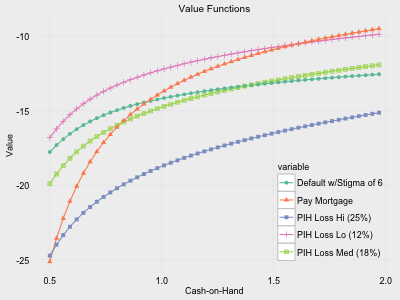 Value Functions
-10
-15
-20
-25
Value
variable
Default w/Stigma of 6
Pay Mortgage
PIH Loss Hi (25%)
PIH Loss Lo (12%)
PIH Loss Med (18%)
0.5
1.0
1.5
2.0
Cash-on-Hand